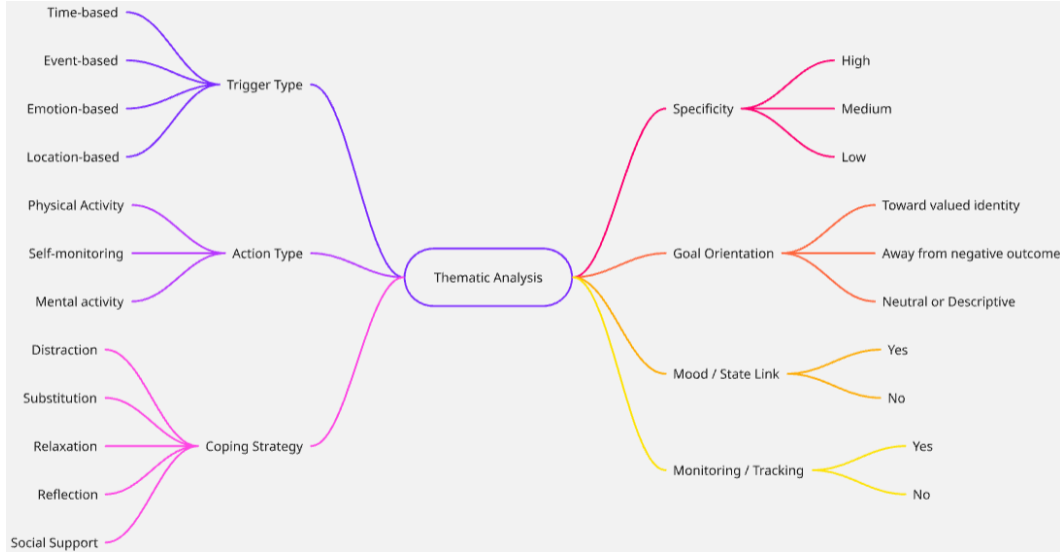 Time-based
Event-based
Emotion-based
Location-based
Trigger Type
Physical Activity
Self-monitoring
Mental activity
Action Type
Distraction
Substitution
Relaxation
Reflection
Social Support
Coping Strategy
Thematic Analysis
Specificity
High
Medium
Low
Goal Orientation
Toward valued identity
Away from negative outcome
Neutral or Descriptive
Mood / State Link
Yes
No
Monitoring / Tracking
Yes
No